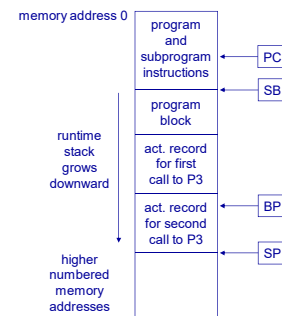 memory address 0
program
and
subprogram
instructions
PC
SB
program
block
runtime
stack
grows
downward
act. record
for first
call to P3
act. record
for second
call to P3
BP
SP
higher
numbered
memory
addresses